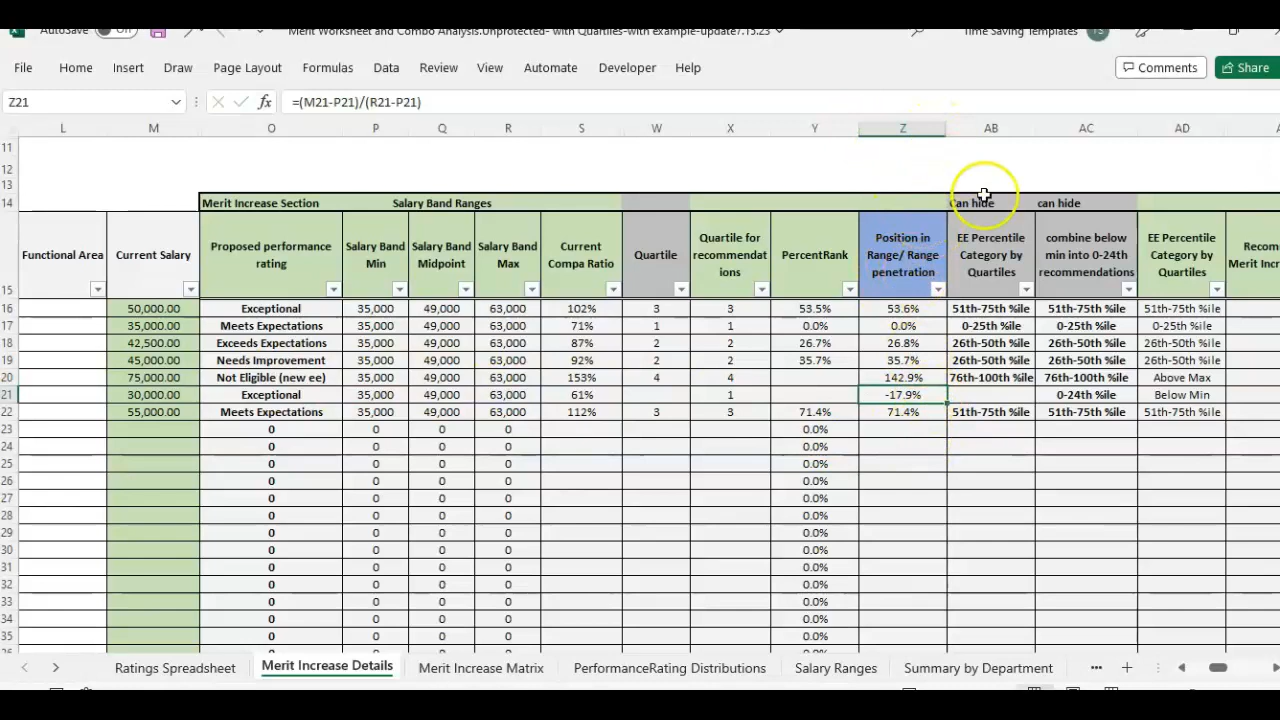 AutoSave Off Merit Worksheet and Combo Analysis.Unprotected- with Quartiles-with example-update7.15.23 Time Saving Templates TS
File Home Insert Draw Page Layout Formulas Data Review View Automate Developer Help Comments Share
Z21 fx =(M21-P21)/(R21-P21)
L M O P Q R S W X Y Z AB AC AD
11
12
13
14 Merit Increase Section Salary Band Ranges Can hide can hide
Functional Area Current Salary Proposed performance rating Salary Band Min Salary Band Midpoint Salary Band Max Current Compa Ratio Quartile Quartile for recommendat ions PercentRank Position in Range/ Range penetration EE Percentile Category by Quartiles combine below min into 0-24th recommendations EE Percentile Category by Quartiles Recom Merit Incre
15
16 50,000.00 Exceptional 35,000 49,000 63,000 102% 3 3 53.5% 53.6% 51th-75th %ile 51th-75th %ile 51th-75th %ile
17 35,000.00 Meets Expectations 35,000 49,000 63,000 71% 1 1 0.0% 0.0% 0-25th %ile 0-25th %ile 0-25th %ile
18 42,500.00 Exceeds Expectations 35,000 49,000 63,000 87% 2 2 26.7% 26.8% 26th-50th %ile 26th-50th %ile 26th-50th %ile
19 45,000.00 Needs Improvement 35,000 49,000 63,000 92% 2 2 35.7% 35.7% 26th-50th %ile 26th-50th %ile 26th-50th %ile
20 75,000.00 Not Eligible (new ee) 35,000 49,000 63,000 153% 4 4 142.9% 76th-100th %ile 76th-100th %ile Above Max
21 30,000.00 Exceptional 35,000 49,000 63,000 61% 1 -17.9% 0-24th %ile Below Min
22 55,000.00 Meets Expectations 35,000 49,000 63,000 112% 3 3 71.4% 71.4% 51th-75th %ile 51th-75th %ile 51th-75th %ile
23 0 0 0 0 0.0%
24 0 0 0 0 0.0%
25 0 0 0 0 0.0%
26 0 0 0 0 0.0%
27 0 0 0 0 0.0%
28 0 0 0 0 0.0%
29 0 0 0 0 0.0%
30 0 0 0 0 0.0%
31 0 0 0 0 0.0%
32 0 0 0 0 0.0%
33 0 0 0 0 0.0%
34 0 0 0 0 0.0%
35 0 0 0 0 0.0%
Ratings Spreadsheet Merit Increase Details Merit Increase Matrix PerformanceRating Distributions Salary Ranges Summary by Department